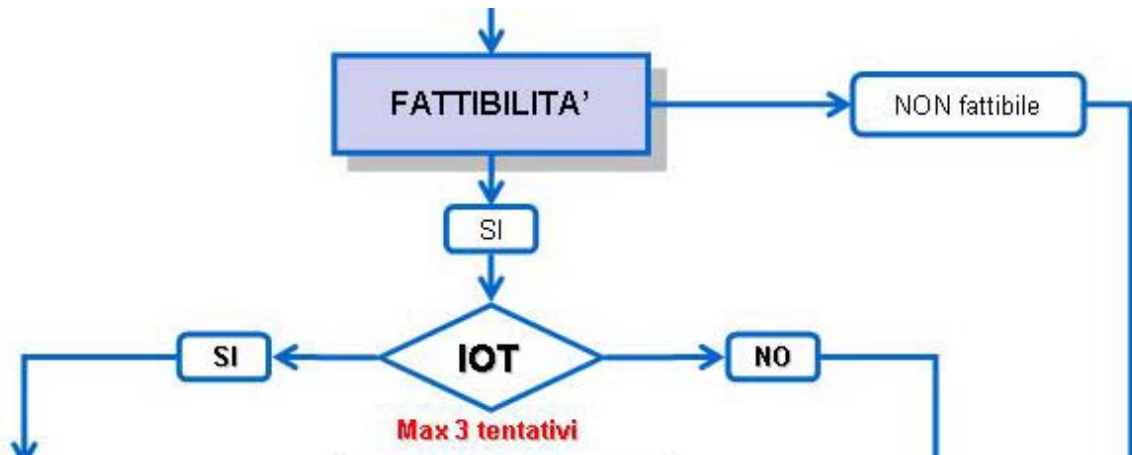 FATTIBILITA’
NON fattibile
SI
SI
IOT
NO
Max 3 tentativi